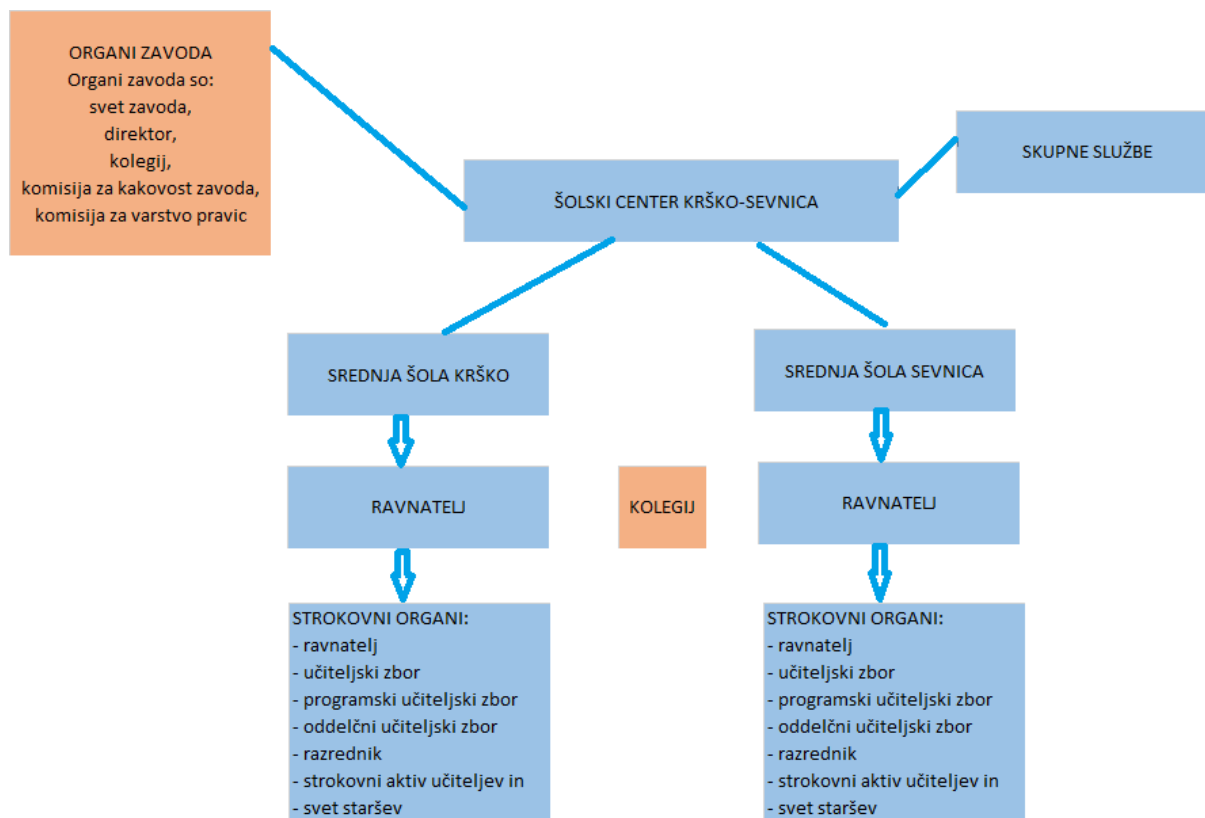 ORGANI ZAVODA
Organi zavoda so:
svet zavoda,
direktor,
kolegij,
komisija za kakovost zavoda,
komisija za varstvo pravic
SKUPNE SLUŽBE
ŠOLSKI CENTER KRŠKO-SEVNICA
SREDNJA ŠOLA KRŠKO
SREDNJA ŠOLA SEVNICA
RAVNATELJ
KOLEGIJ
RAVNATELJ
STROKOVNI ORGANI:
- ravnatelj
- učiteljski zbor
- programski učiteljski zbor
- oddelčni učiteljski zbor
- razrednik
- strokovni aktiv učiteljev in
- svet staršev
STROKOVNI ORGANI:
- ravnatelj
- učiteljski zbor
- programski učiteljski zbor
- oddelčni učiteljski zbor
- razrednik
- strokovni aktiv učiteljev in
- svet staršev